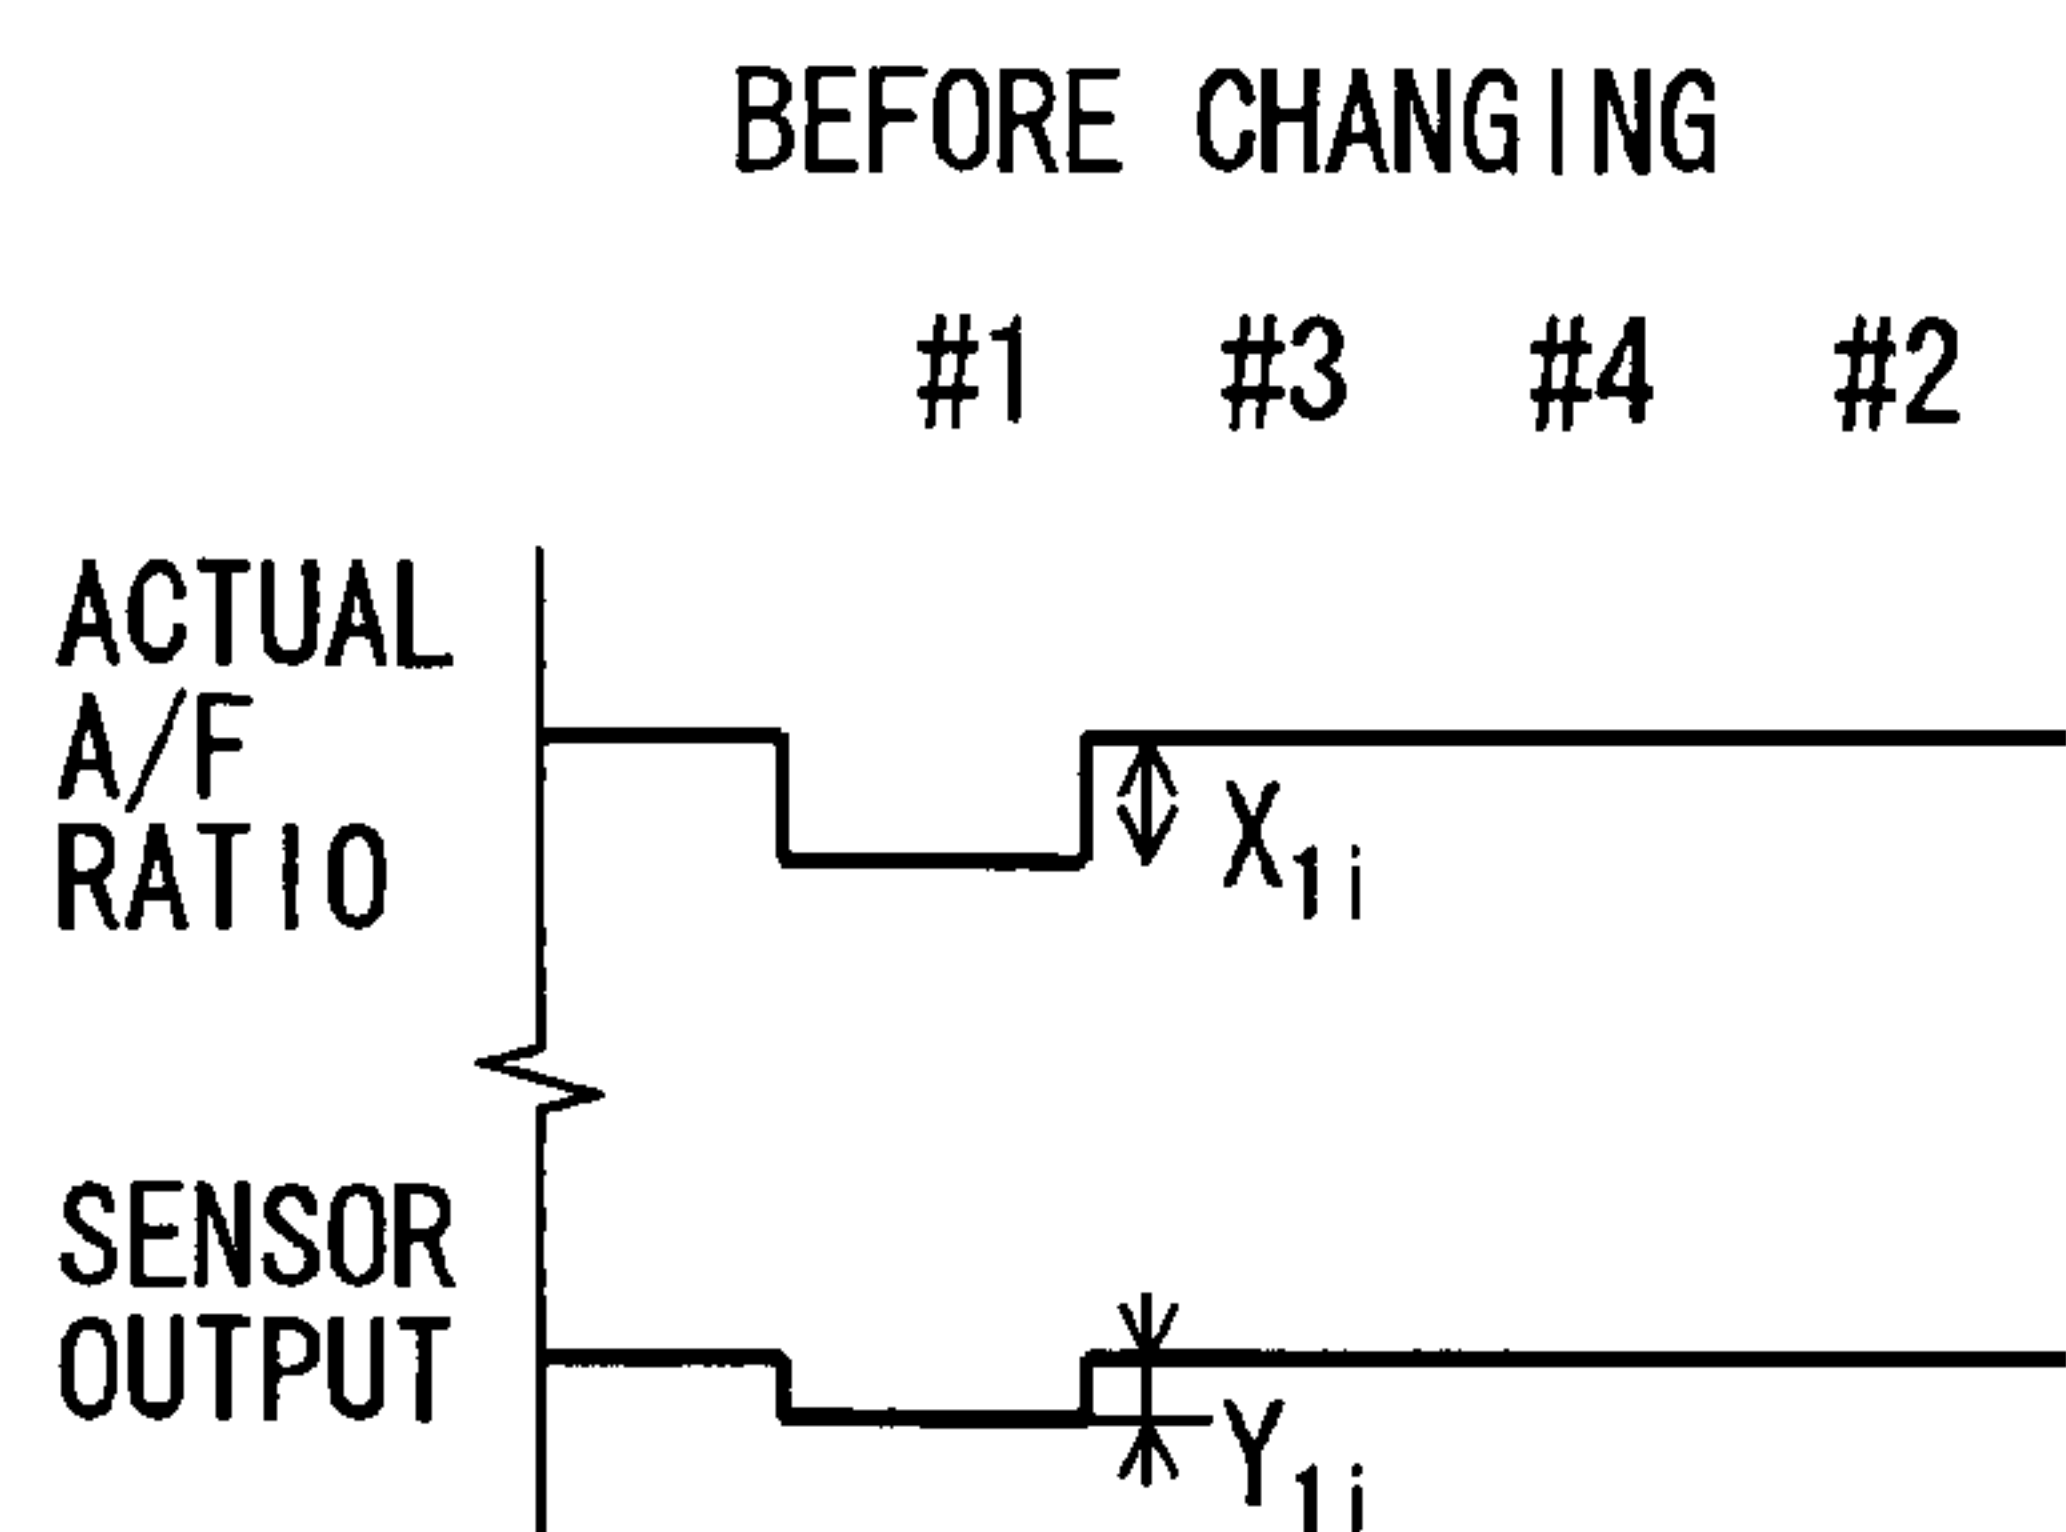 BEFORE CHANGING
#1 #3 #4 #2
ACTUAL
A/F
RATIO
X1i
SENSOR
OUTPUT
Y1i